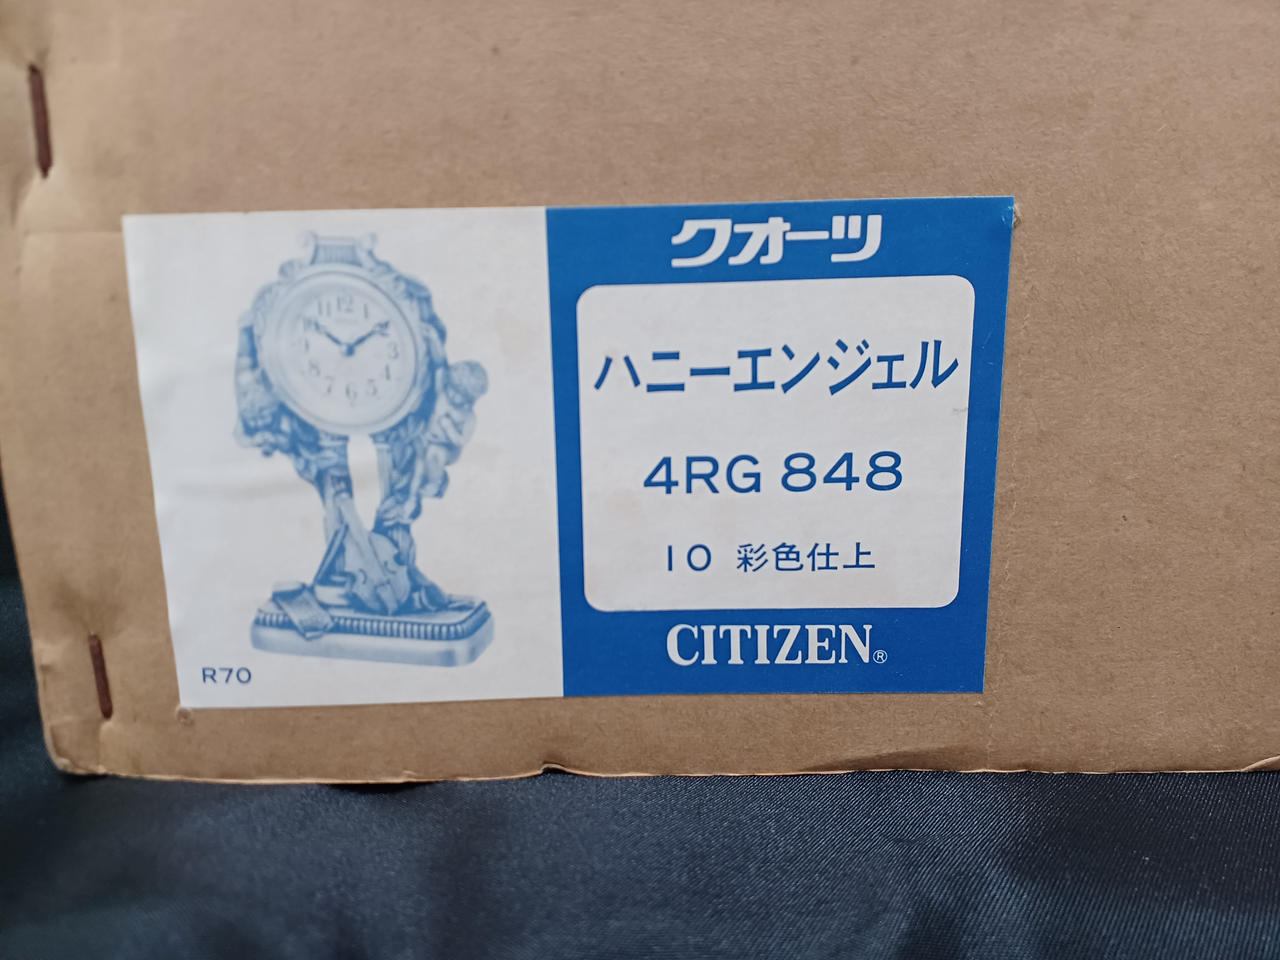 クオーツ
ハニーエンジェル
4RG 848
10 彩色仕上
CITIZEN®
R70